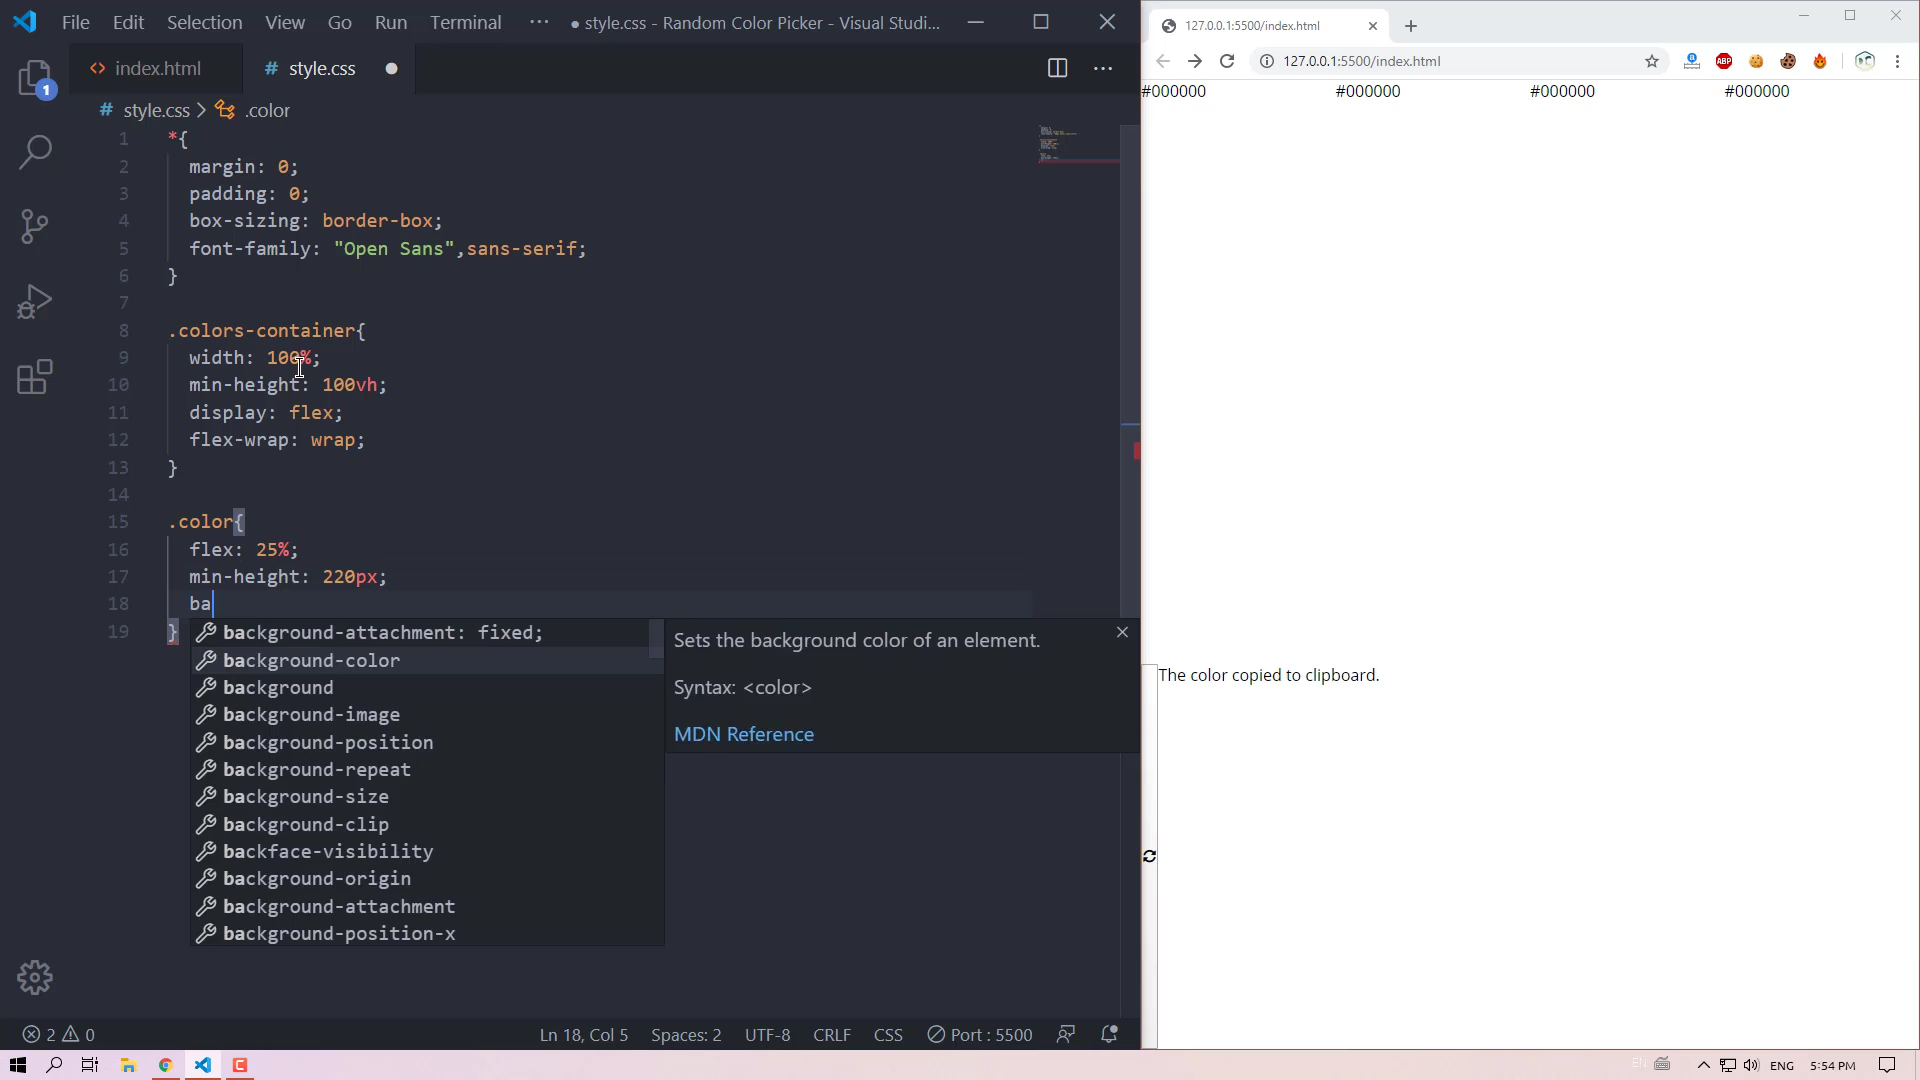 File Edit Selection View Go Run Terminal ··· ● style.css - Random Color Picker - Visual Studi...
index.html # style.css ●
# style.css > .color
1 *{
2 margin: 0;
3 padding: 0;
4 box-sizing: border-box;
5 font-family: "Open Sans",sans-serif;
6 }
7
8 .colors-container{
9 width: 100%;
10 min-height: 100vh;
11 display: flex;
12 flex-wrap: wrap;
13 }
14
15 .color{
16 flex: 25%;
17 min-height: 220px;
18 ba
19 }
background-attachment: fixed;
background-color
background
background-image
background-position
background-repeat
background-size
background-clip
backface-visibility
background-origin
background-attachment
background-position-x
Sets the background color of an element.
Syntax: <color>
MDN Reference
1
2 0 Ln 18, Col 5 Spaces: 2 UTF-8 CRLF CSS Port : 5500
127.0.0.1:5500/index.html
127.0.0.1:5500/index.html ABP
#000000 #000000 #000000 #000000
The color copied to clipboard.
EN ENG 5:54 PM